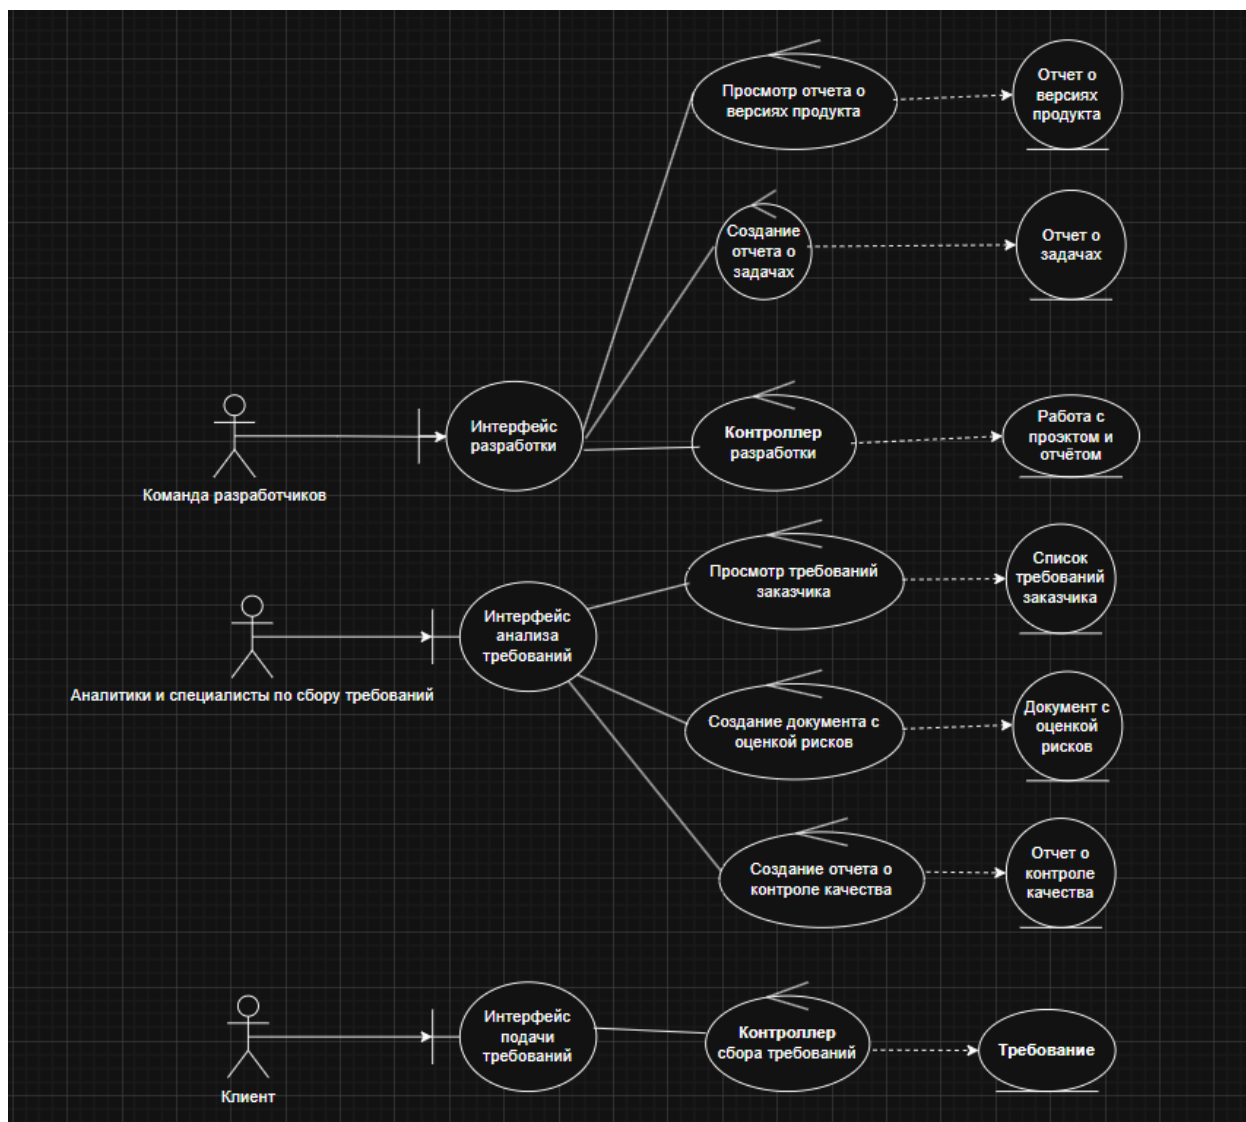 Просмотр отчета о
версиях продукта
Отчет о
версиях
продукта
Создание
отчета о
задачах
Отчет о
задачах
Команда разработчиков
Интерфейс
разработки
Контроллер
разработки
Работа с
проэктом и
отчётом
Аналитики и специалисты по сбору требований
Интерфейс
анализа
требований
Просмотр требований
заказчика
Список
требований
заказчика
Создание документа с
оценкой рисков
Документ с
оценкой
рисков
Создание отчета о
контроле качества
Отчет о
контроле
качества
Клиент
Интерфейс
подачи
требований
Контроллер
сбора требований
Требование